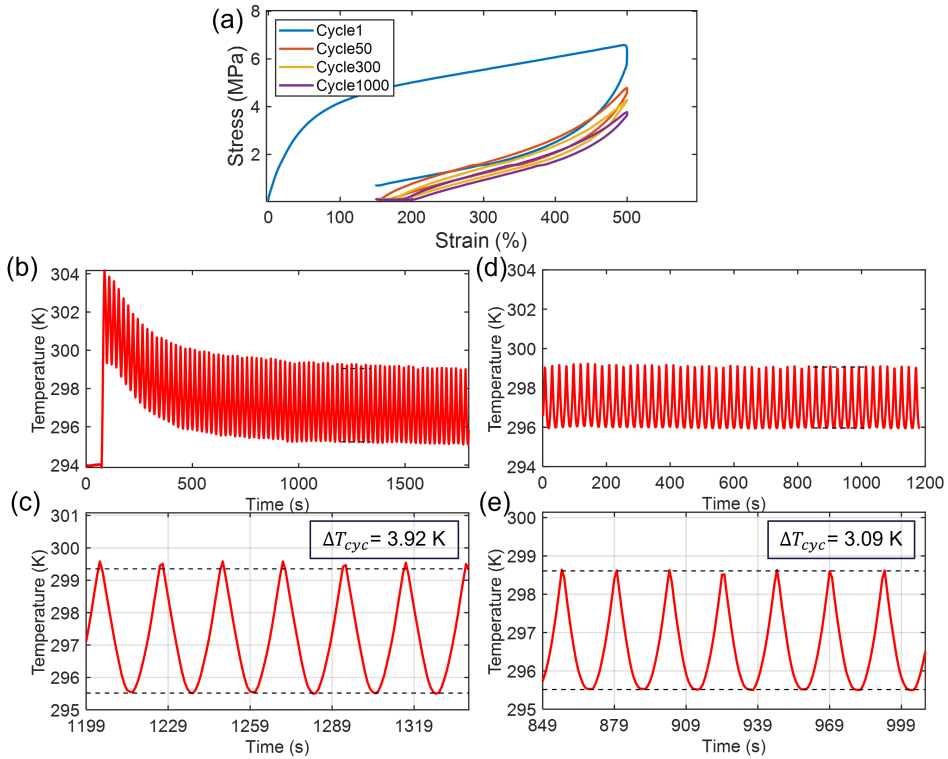 (a)
8
6
4
2
Stress (MPa)
Cycle1
Cycle50
Cycle300
Cycle1000
0 100 200 300 400 500
Strain (%)
(b)
304
302
300
298
296
294
Temperature (K)
0 500 1000 1500
Time (s)
(d)
304
302
300
298
296
294
Temperature (K)
0 200 400 600 800 1000 1200
Time (s)
(c)
301
300
299
298
297
296
295
Temperature (K)
ΔTcyc= 3.92 K
1199 1229 1259 1289 1319
Time (s)
(e)
300
299
298
297
296
295
Temperature (K)
ΔTcyc= 3.09 K
849 879 909 939 969 999
Time (s)